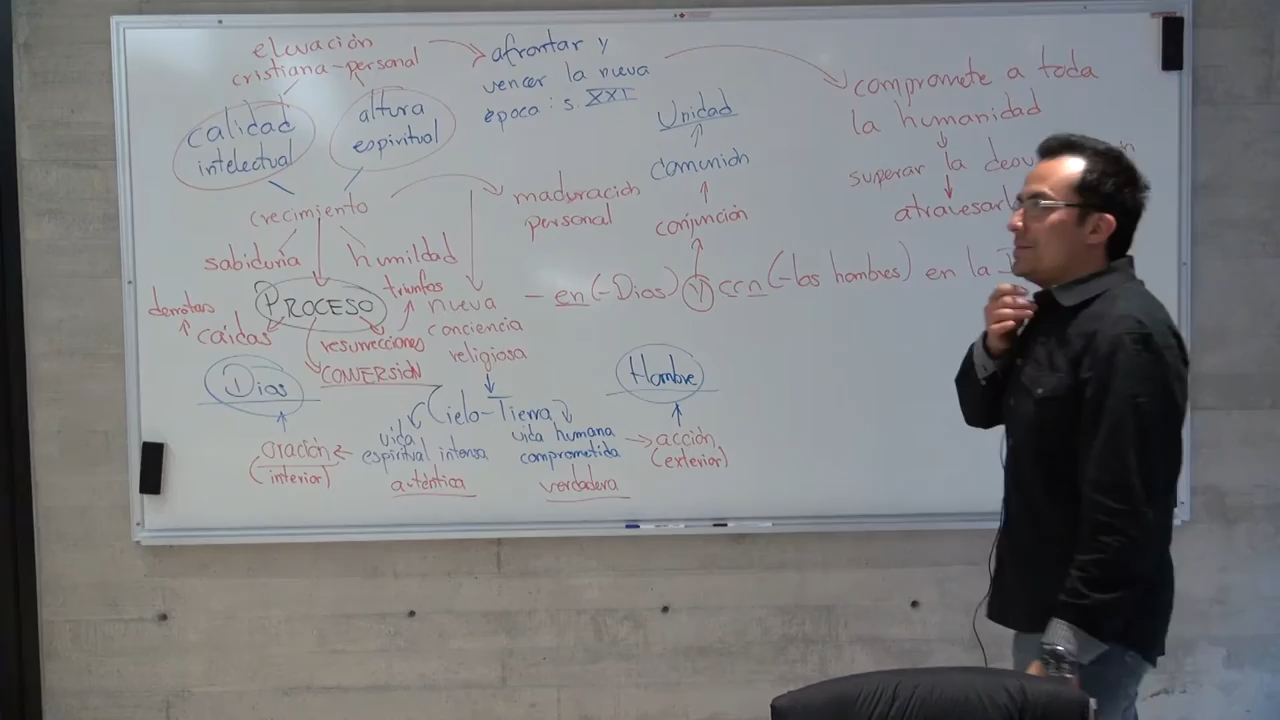 elevación
cristiana-personal
calidad
intelectual
altura
espiritual
afrontar y
vencer la nueva
época: s. XXI
compromete a toda
la humanidad
superar la
Unidad
comunión
conjunción
crecimiento
maduración
personal
sabiduría
humildad
PROCESO
derrotas
caídas
triunfos
resurrecciones
CONVERSIÓN
nueva
conciencia
religiosa
- en (-Dios) y con (-los hombres) en la
Dios
Hombre
Cielo-Tierra
oración
(interior)
vida
espiritual intensa
auténtica
vida humana
comprometida
verdadera
acción
(exterior)